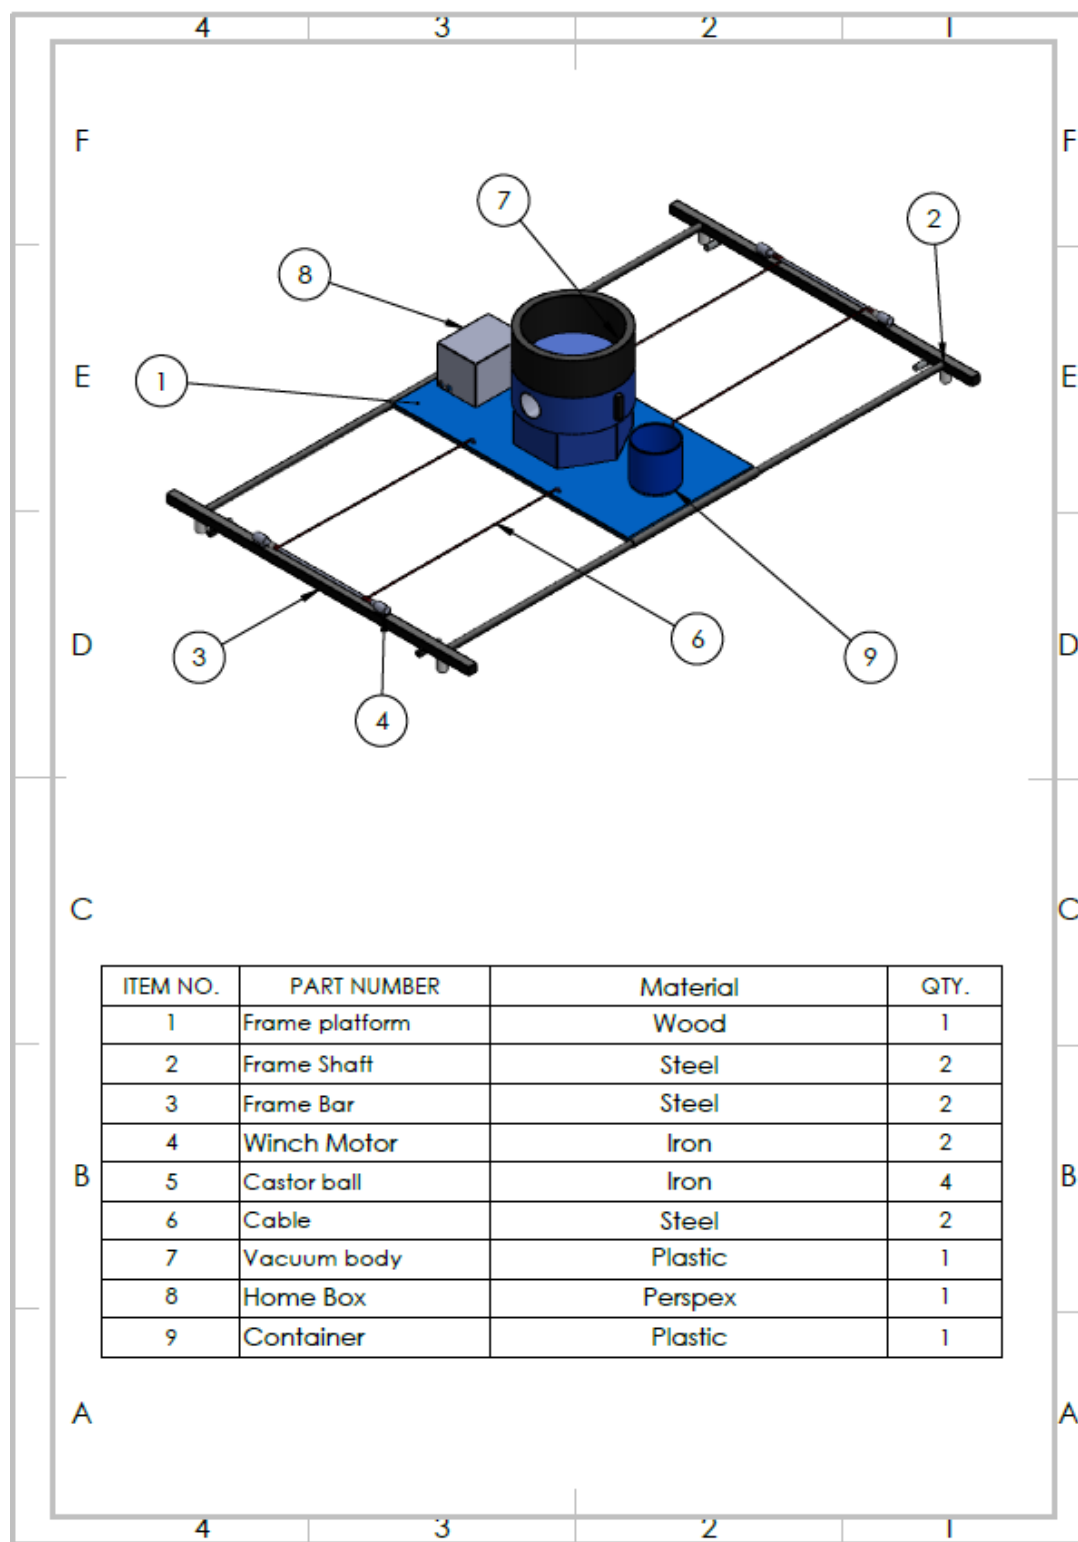 4 3 2 1
F F
7
2
8
E 1 E
D 3 6 9 D
4
C C
ITEM NO. PART NUMBER Material QTY.
1 Frame platform Wood 1
2 Frame Shaft Steel 2
3 Frame Bar Steel 2
4 Winch Motor Iron 2
B B
5 Castor ball Iron 4
6 Cable Steel 2
7 Vacuum body Plastic 1
8 Home Box Perspex 1
9 Container Plastic 1
A A
4 3 2 1